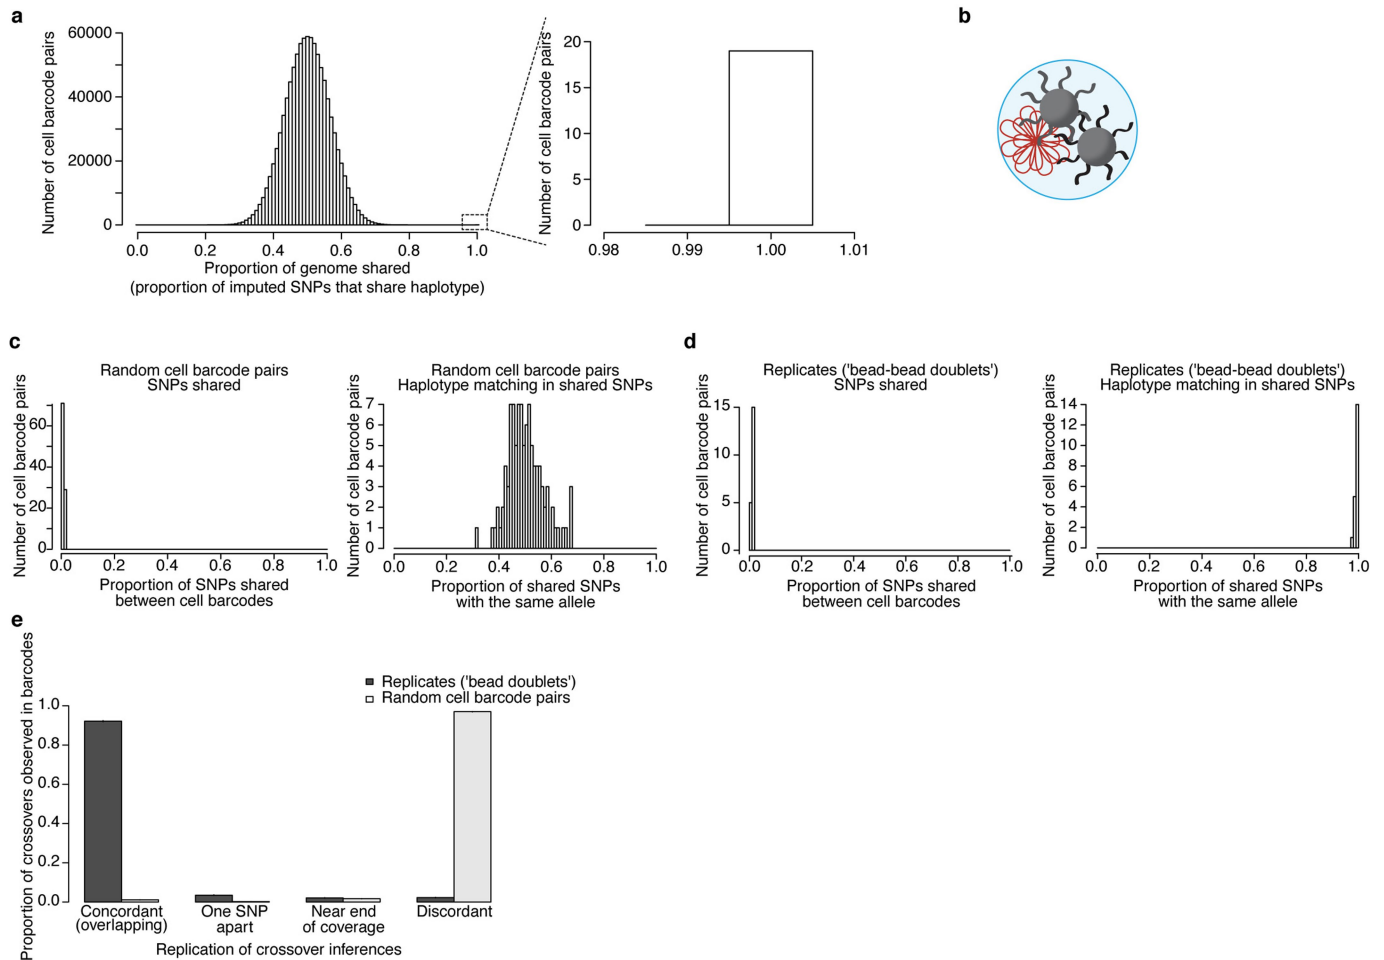 a
Number of cell barcode pairs
60000
40000
20000
0
0.0 0.2 0.4 0.6 0.8 1.0
Proportion of genome shared
(proportion of imputed SNPs that share haplotype)
Number of cell barcode pairs
20
15
10
5
0
0.98 0.99 1.00 1.01
b
c
Random cell barcode pairs
SNPs shared
Number of cell barcode pairs
60
40
20
0
0.0 0.2 0.4 0.6 0.8 1.0
Proportion of SNPs shared
between cell barcodes
Random cell barcode pairs
Haplotype matching in shared SNPs
Number of cell barcode pairs
7
6
5
4
3
2
1
0
0.0 0.2 0.4 0.6 0.8 1.0
Proportion of shared SNPs
with the same allele
d
Replicates ('bead-bead doublets')
SNPs shared
Number of cell barcode pairs
15
10
5
0
0.0 0.2 0.4 0.6 0.8 1.0
Proportion of SNPs shared
between cell barcodes
Replicates ('bead-bead doublets')
Haplotype matching in shared SNPs
Number of cell barcode pairs
14
12
10
8
6
4
2
0
0.0 0.2 0.4 0.6 0.8 1.0
Proportion of shared SNPs
with the same allele
e
Proportion of crossovers observed in barcodes
Replicates ('bead doublets')
Random cell barcode pairs
1.0
0.8
0.6
0.4
0.2
0.0
Concordant
(overlapping)
One SNP
apart
Near end
of coverage
Discordant
Replication of crossover inferences